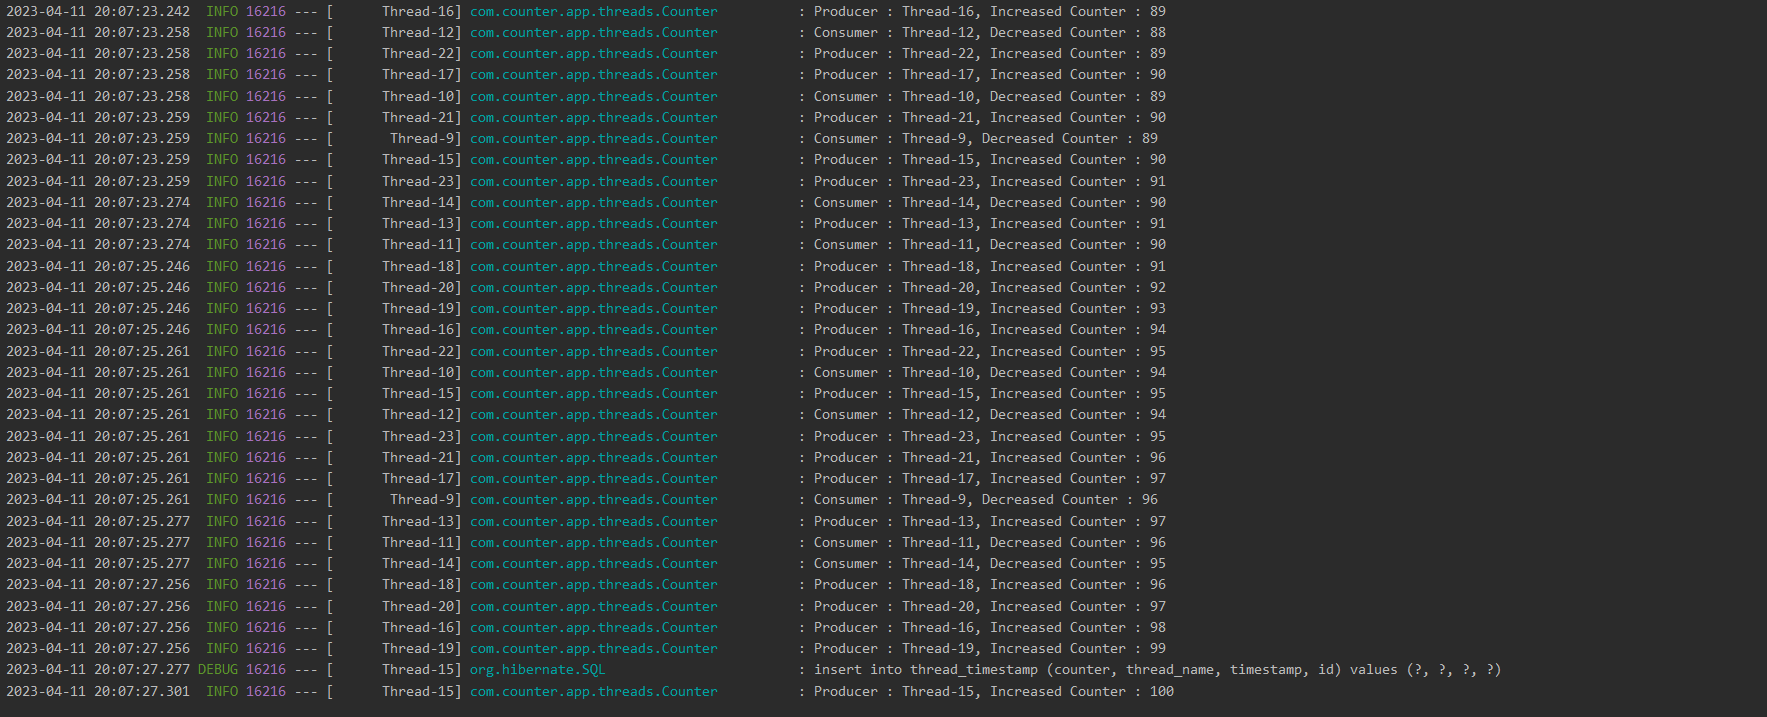 2023-04-11 20:07:23.242  INFO 16216 --- [      Thread-16] com.counter.app.threads.Counter          : Producer : Thread-16, Increased Counter : 89
2023-04-11 20:07:23.258  INFO 16216 --- [      Thread-12] com.counter.app.threads.Counter          : Consumer : Thread-12, Decreased Counter : 88
2023-04-11 20:07:23.258  INFO 16216 --- [      Thread-22] com.counter.app.threads.Counter          : Producer : Thread-22, Increased Counter : 89
2023-04-11 20:07:23.258  INFO 16216 --- [      Thread-17] com.counter.app.threads.Counter          : Producer : Thread-17, Increased Counter : 90
2023-04-11 20:07:23.258  INFO 16216 --- [      Thread-10] com.counter.app.threads.Counter          : Consumer : Thread-10, Decreased Counter : 89
2023-04-11 20:07:23.259  INFO 16216 --- [      Thread-21] com.counter.app.threads.Counter          : Producer : Thread-21, Increased Counter : 90
2023-04-11 20:07:23.259  INFO 16216 --- [       Thread-9] com.counter.app.threads.Counter          : Consumer : Thread-9, Decreased Counter : 89
2023-04-11 20:07:23.259  INFO 16216 --- [      Thread-15] com.counter.app.threads.Counter          : Producer : Thread-15, Increased Counter : 90
2023-04-11 20:07:23.259  INFO 16216 --- [      Thread-23] com.counter.app.threads.Counter          : Producer : Thread-23, Increased Counter : 91
2023-04-11 20:07:23.274  INFO 16216 --- [      Thread-14] com.counter.app.threads.Counter          : Consumer : Thread-14, Decreased Counter : 90
2023-04-11 20:07:23.274  INFO 16216 --- [      Thread-13] com.counter.app.threads.Counter          : Producer : Thread-13, Increased Counter : 91
2023-04-11 20:07:23.274  INFO 16216 --- [      Thread-11] com.counter.app.threads.Counter          : Consumer : Thread-11, Decreased Counter : 90
2023-04-11 20:07:25.246  INFO 16216 --- [      Thread-18] com.counter.app.threads.Counter          : Producer : Thread-18, Increased Counter : 91
2023-04-11 20:07:25.246  INFO 16216 --- [      Thread-20] com.counter.app.threads.Counter          : Producer : Thread-20, Increased Counter : 92
2023-04-11 20:07:25.246  INFO 16216 --- [      Thread-19] com.counter.app.threads.Counter          : Producer : Thread-19, Increased Counter : 93
2023-04-11 20:07:25.246  INFO 16216 --- [      Thread-16] com.counter.app.threads.Counter          : Producer : Thread-16, Increased Counter : 94
2023-04-11 20:07:25.261  INFO 16216 --- [      Thread-22] com.counter.app.threads.Counter          : Producer : Thread-22, Increased Counter : 95
2023-04-11 20:07:25.261  INFO 16216 --- [      Thread-10] com.counter.app.threads.Counter          : Consumer : Thread-10, Decreased Counter : 94
2023-04-11 20:07:25.261  INFO 16216 --- [      Thread-15] com.counter.app.threads.Counter          : Producer : Thread-15, Increased Counter : 95
2023-04-11 20:07:25.261  INFO 16216 --- [      Thread-12] com.counter.app.threads.Counter          : Consumer : Thread-12, Decreased Counter : 94
2023-04-11 20:07:25.261  INFO 16216 --- [      Thread-23] com.counter.app.threads.Counter          : Producer : Thread-23, Increased Counter : 95
2023-04-11 20:07:25.261  INFO 16216 --- [      Thread-21] com.counter.app.threads.Counter          : Producer : Thread-21, Increased Counter : 96
2023-04-11 20:07:25.261  INFO 16216 --- [      Thread-17] com.counter.app.threads.Counter          : Producer : Thread-17, Increased Counter : 97
2023-04-11 20:07:25.261  INFO 16216 --- [       Thread-9] com.counter.app.threads.Counter          : Consumer : Thread-9, Decreased Counter : 96
2023-04-11 20:07:25.277  INFO 16216 --- [      Thread-13] com.counter.app.threads.Counter          : Producer : Thread-13, Increased Counter : 97
2023-04-11 20:07:25.277  INFO 16216 --- [      Thread-11] com.counter.app.threads.Counter          : Consumer : Thread-11, Decreased Counter : 96
2023-04-11 20:07:25.277  INFO 16216 --- [      Thread-14] com.counter.app.threads.Counter          : Consumer : Thread-14, Decreased Counter : 95
2023-04-11 20:07:27.256  INFO 16216 --- [      Thread-18] com.counter.app.threads.Counter          : Producer : Thread-18, Increased Counter : 96
2023-04-11 20:07:27.256  INFO 16216 --- [      Thread-20] com.counter.app.threads.Counter          : Producer : Thread-20, Increased Counter : 97
2023-04-11 20:07:27.256  INFO 16216 --- [      Thread-16] com.counter.app.threads.Counter          : Producer : Thread-16, Increased Counter : 98
2023-04-11 20:07:27.256  INFO 16216 --- [      Thread-19] com.counter.app.threads.Counter          : Producer : Thread-19, Increased Counter : 99
2023-04-11 20:07:27.277 DEBUG 16216 --- [      Thread-15] org.hibernate.SQL                        : insert into thread_timestamp (counter, thread_name, timestamp, id) values (?, ?, ?, ?)
2023-04-11 20:07:27.301  INFO 16216 --- [      Thread-15] com.counter.app.threads.Counter          : Producer : Thread-15, Increased Counter : 100